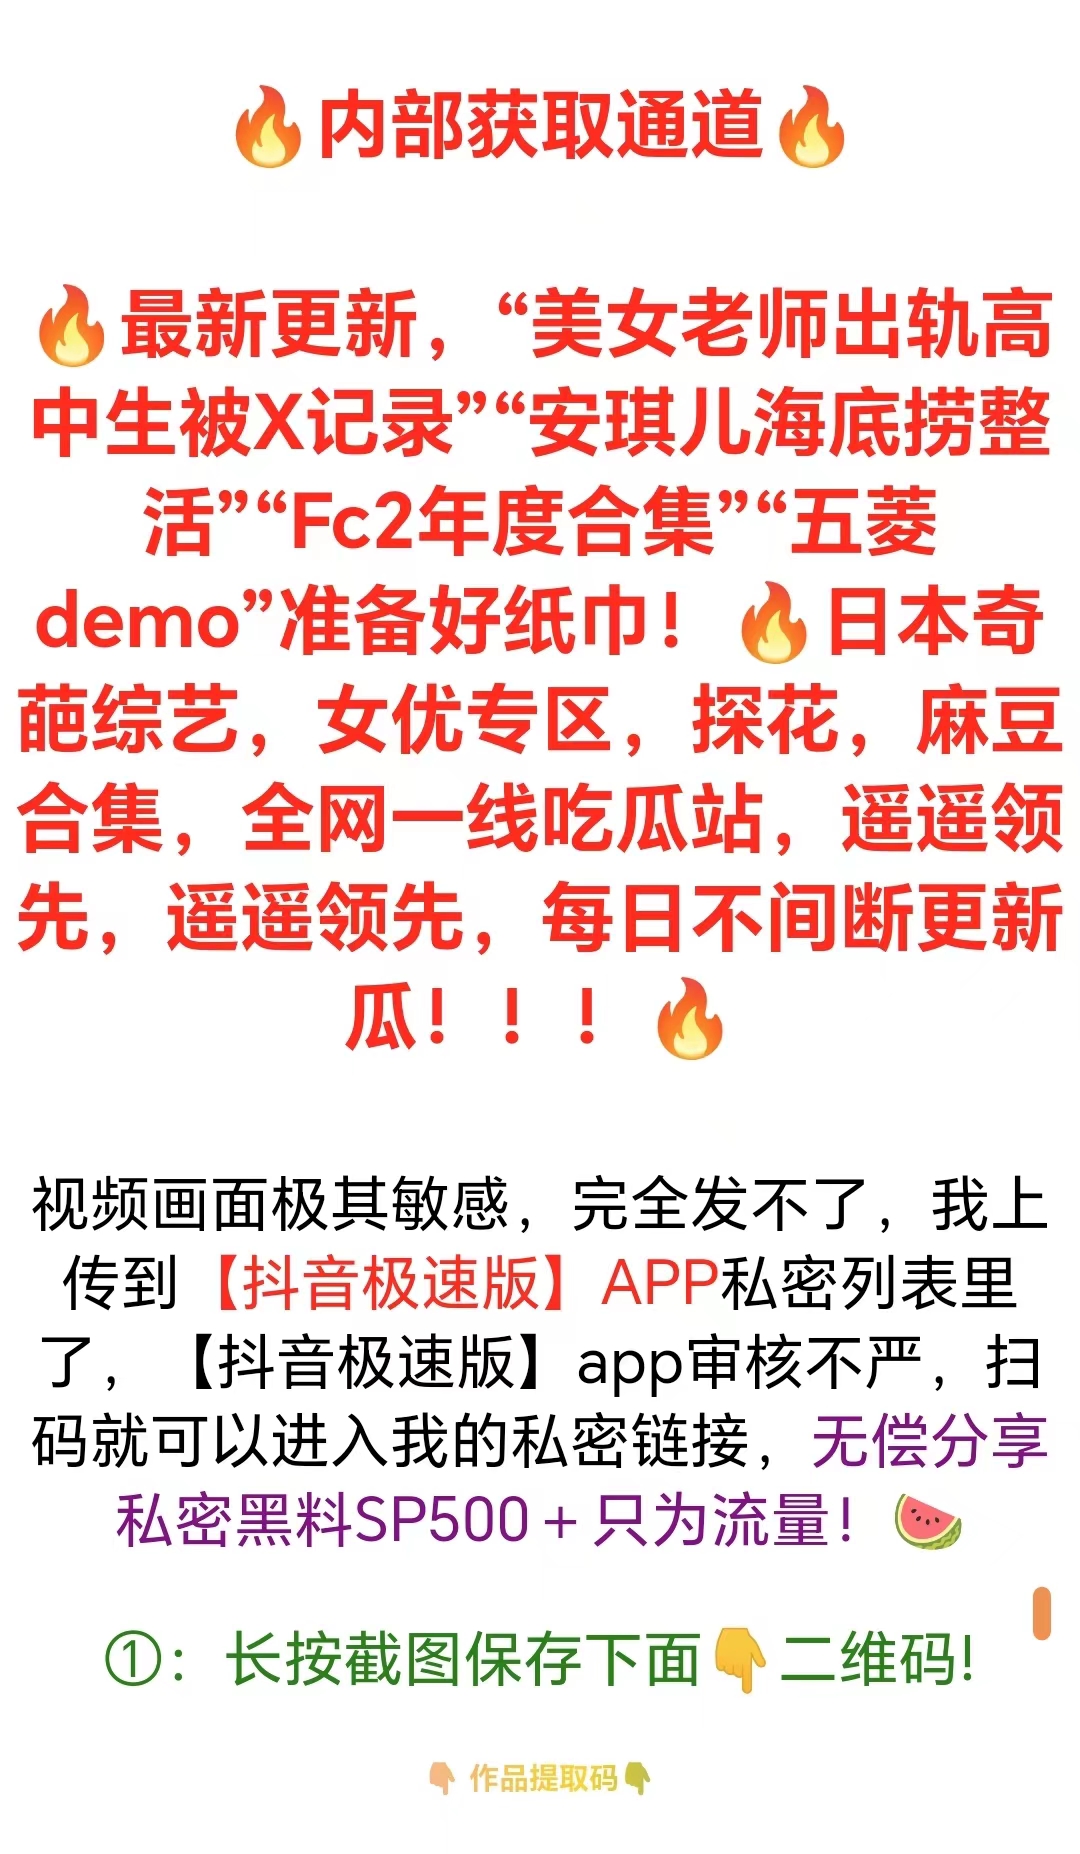 🔥内部获取通道🔥
🔥最新更新，“美女老师出轨高
中生被X记录”“安琪儿海底捞整
活”“Fc2年度合集”“五菱
demo”准备好纸巾！🔥日本奇
葩综艺，女优专区，探花，麻豆
合集，全网一线吃瓜站，遥遥领
先，遥遥领先，每日不间断更新
瓜！！！🔥
视频画面极其敏感，完全发不了，我上
传到【抖音极速版】APP私密列表里
了，【抖音极速版】app审核不严，扫
码就可以进入我的私密链接，无偿分享
私密黑料SP500+只为流量！🍉
①：长按截图保存下面👇二维码!
👇 作品提取码👇